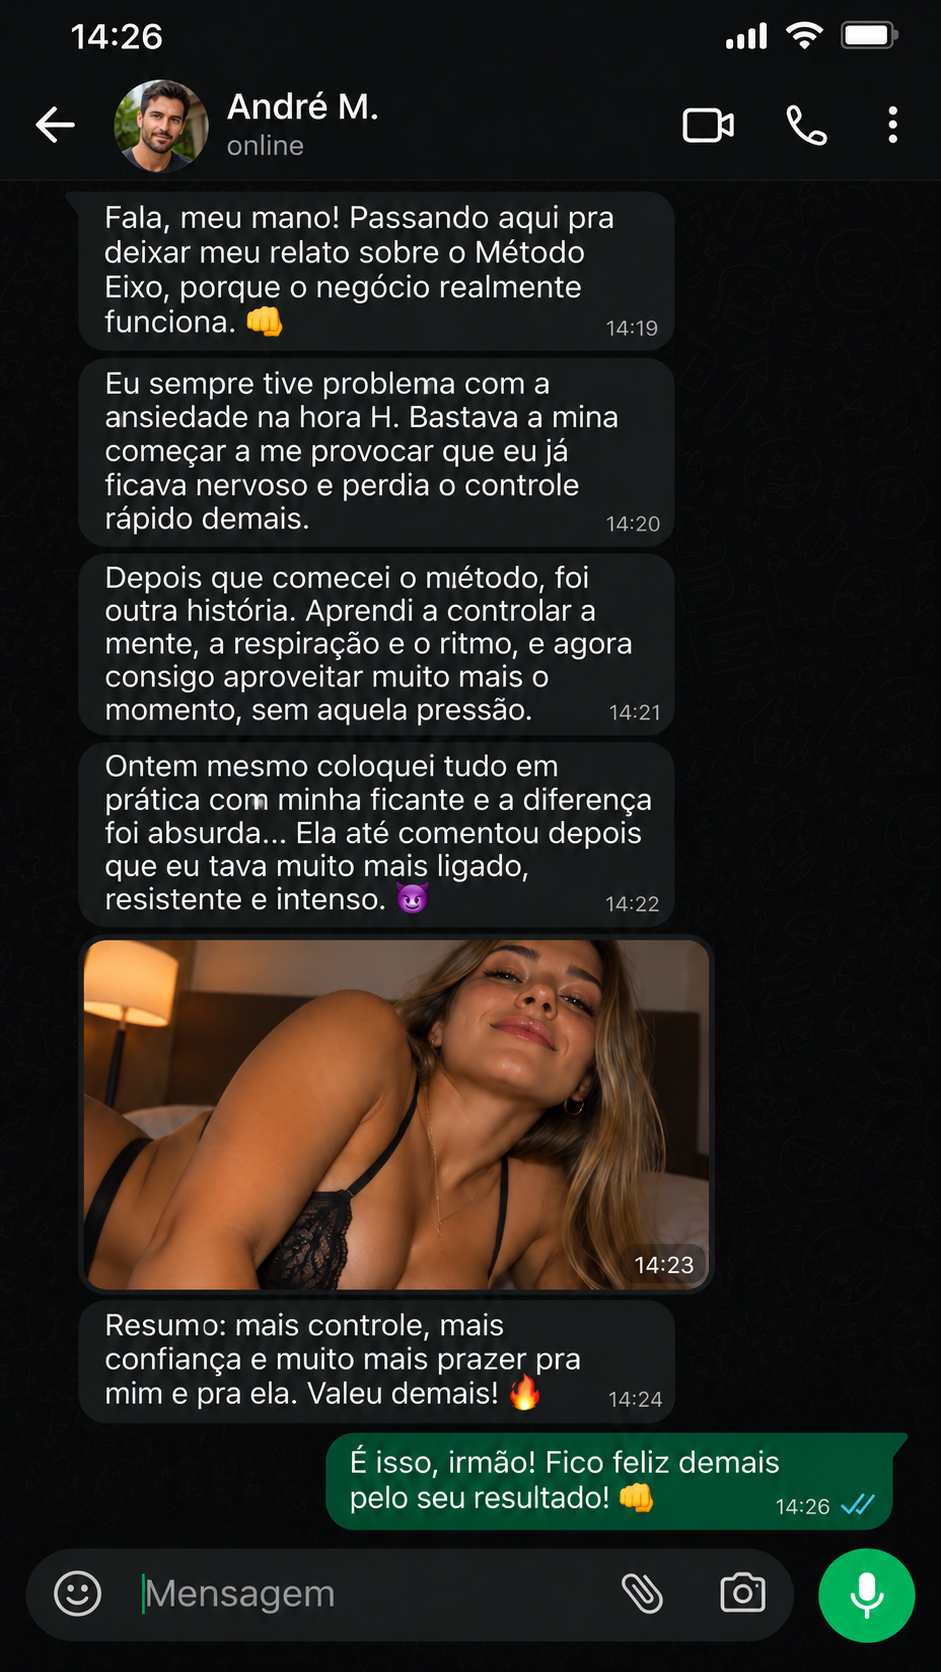 14:26
André M.
online
Fala, meu mano! Passando aqui pra
deixar meu relato sobre o Método
Eixo, porque o negócio realmente
funciona. 👊
14:19
Eu sempre tive problema com a
ansiedade na hora H. Bastava a mina
começar a me provocar que eu já
ficava nervoso e perdia o controle
rápido demais.
14:20
Depois que comecei o método, foi
outra história. Aprendi a controlar a
mente, a respiração e o ritmo, e agora
consigo aproveitar muito mais o
momento, sem aquela pressão.
14:21
Ontem mesmo coloquei tudo em
prática com minha ficante e a diferença
foi absurda... Ela até comentou depois
que eu tava muito mais ligado,
resistente e intenso. 😈
14:22
14:23
Resumo: mais controle, mais
confiança e muito mais prazer pra
mim e pra ela. Valeu demais! 🔥
14:24
É isso, irmão! Fico feliz demais
pelo seu resultado! 👊
14:26
Mensagem